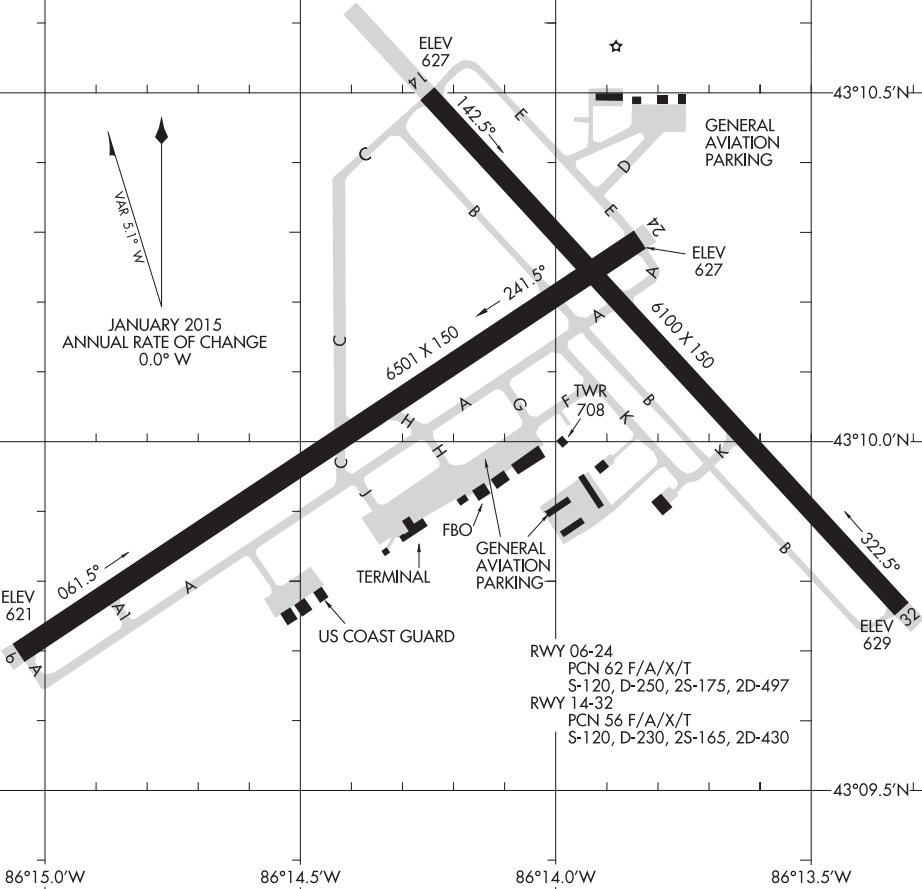 ELEV
627
14
142.5°
E
43°10.5'N
GENERAL
AVIATION
PARKING
C
D
VAR 5.1° W
B
E
24
ELEV
627
A
241.5°
JANUARY 2015
ANNUAL RATE OF CHANGE
0.0° W
A
6100 X 150
C
6501 X 150
TWR
708
H
A
G
F
K
B
43°10.0'N
C
H
K
J
FBO
322.5°
GENERAL
AVIATION
PARKING
B
TERMINAL
061.5°
A
ELEV
621
A1
US COAST GUARD
32
ELEV
629
6
A
RWY 06-24
PCN 62 F/A/X/T
S-120, D-250, 2S-175, 2D-497
RWY 14-32
PCN 56 F/A/X/T
S-120, D-230, 2S-165, 2D-430
43°09.5'N
86°15.0'W
86°14.5'W
86°14.0'W
86°13.5'W